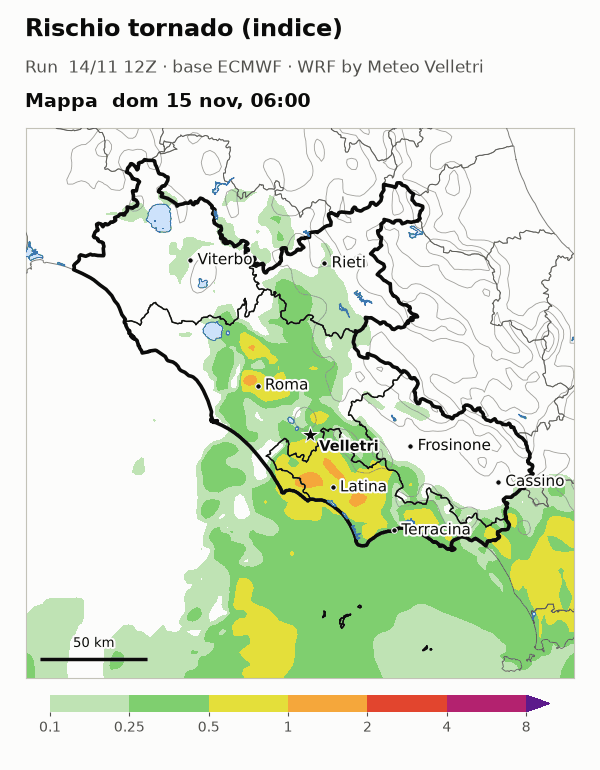 Rischio tornado (indice)
Run  14/11 12Z · base ECMWF · WRF by Meteo Velletri
Mappa  dom 15 nov, 06:00
Viterbo
Rieti
Roma
Velletri
Frosinone
Cassino
Latina
Terracina
50 km
0.1 0.25 0.5 1 2 4 8